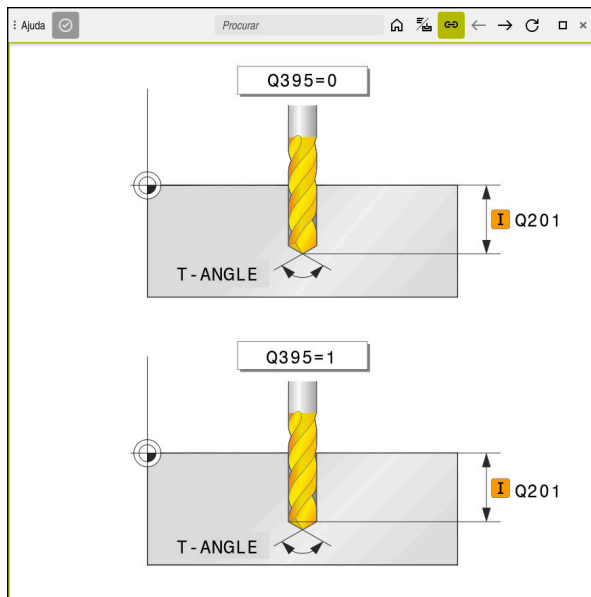 Ajuda
Procurar
Q395=0
I Q201
T-ANGLE
Q395=1
I Q201
T-ANGLE